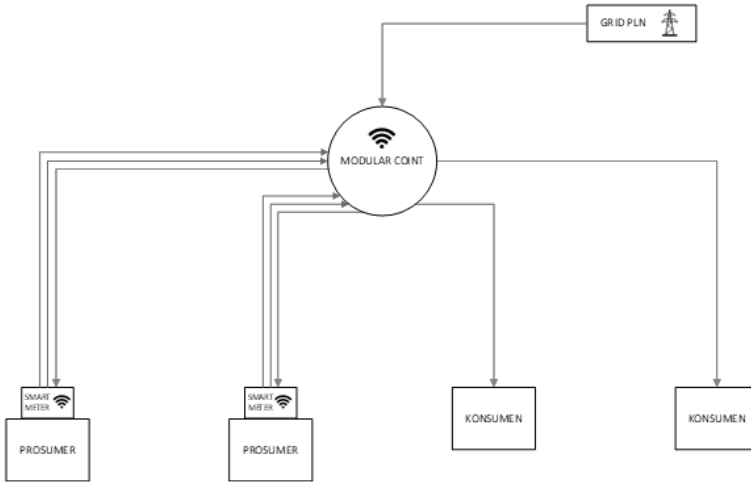 GRID PLN
MODULAR COINT
SMART
METER
PROSUMER
SMART
METER
PROSUMER
KONSUMEN
KONSUMEN